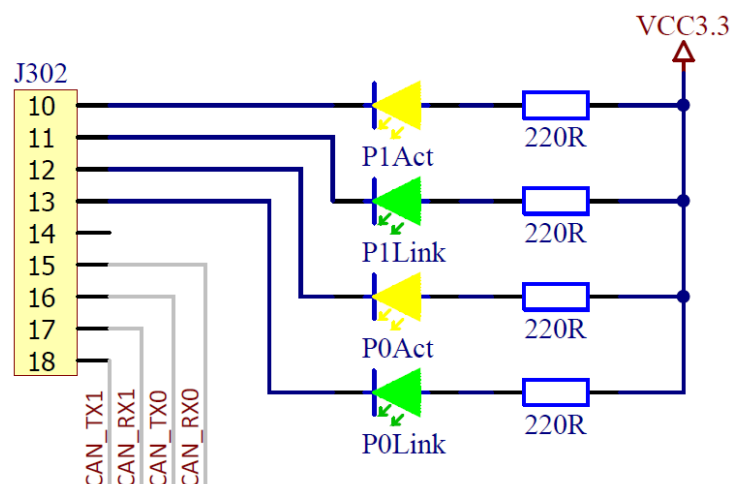 VCC3.3
J302
10
11
12
13
14
15
16
17
18
P1Act
220R
P1Link
220R
P0Act
220R
P0Link
220R
CAN_TX1
CAN_RX1
CAN_TX0
CAN_RX0